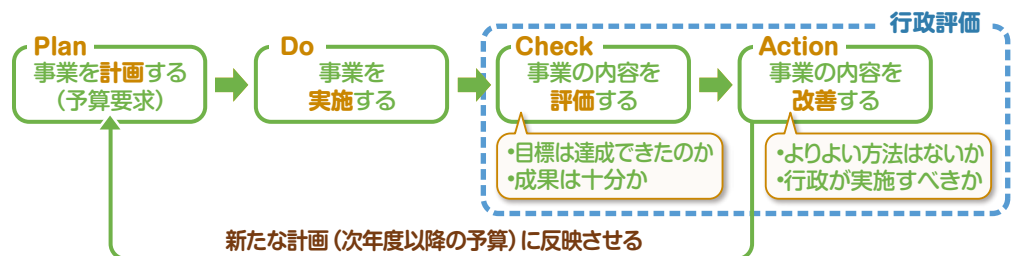 行政評価
Plan
事業を計画する
（予算要求）
Do
事業を
実施する
Check
事業の内容を
評価する
Action
事業の内容を
改善する
・目標は達成できたのか
・成果は十分か
・よりよい方法はないか
・行政が実施すべきか
新たな計画（次年度以降の予算）に反映させる